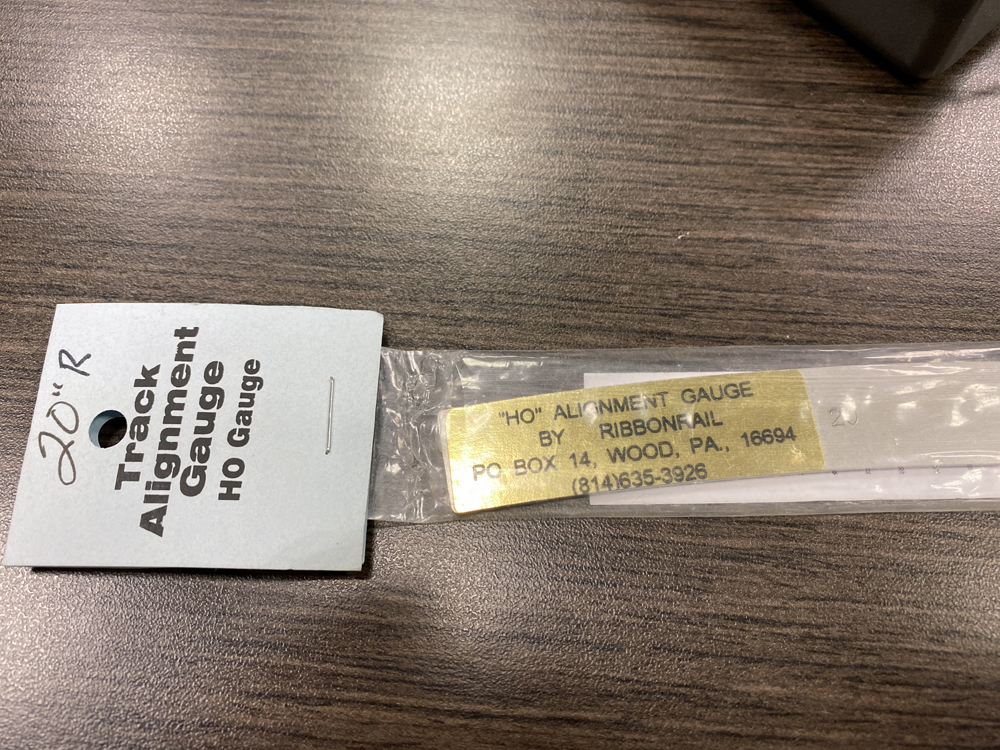 20" R
Track
Alignment
Gauge
HO Gauge
"HO" ALIGNMENT GAUGE
BY RIBBONRAIL
PO BOX 14, WOOD, PA., 16694
(814)635-3926
20